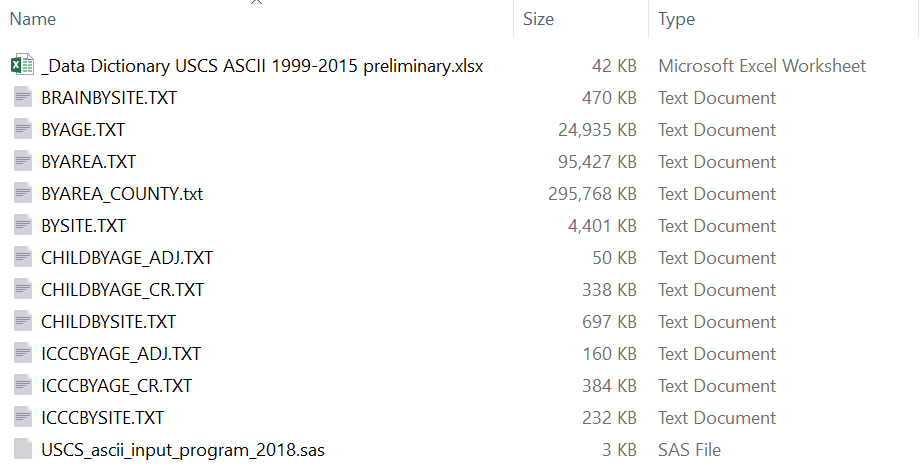 Name Size Type
_Data Dictionary USCS ASCII 1999-2015 preliminary.xlsx 42 KB Microsoft Excel Worksheet
BRAINBYSITE.TXT 470 KB Text Document
BYAGE.TXT 24,935 KB Text Document
BYAREA.TXT 95,427 KB Text Document
BYAREA_COUNTY.txt 295,768 KB Text Document
BYSITE.TXT 4,401 KB Text Document
CHILDBYAGE_ADJ.TXT 50 KB Text Document
CHILDBYAGE_CR.TXT 338 KB Text Document
CHILDBYSITE.TXT 697 KB Text Document
ICCCBYAGE_ADJ.TXT 160 KB Text Document
ICCCBYAGE_CR.TXT 384 KB Text Document
ICCCBYSITE.TXT 232 KB Text Document
USCS_ascii_input_program_2018.sas 3 KB SAS File